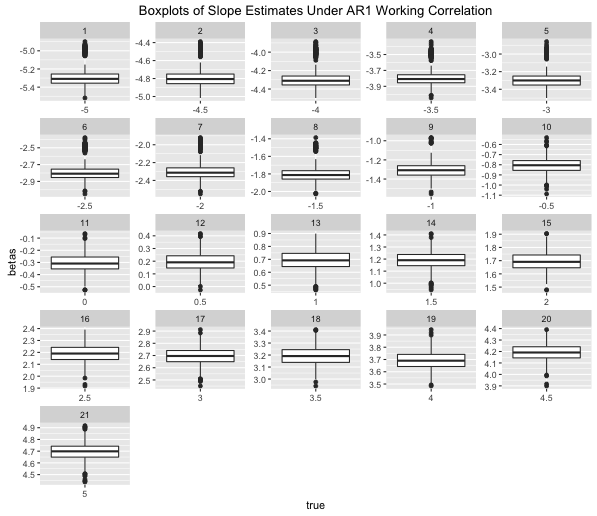 Boxplots of Slope Estimates Under AR1 Working Correlation
1 2 3 4 5
-5.0 -4.4 -4.0 -3.5 -3.0
-5.2 -4.6 -4.2 -3.7 -3.2
-5.4 -4.8 -4.4 -3.9 -3.4
-5.0
-5 -4.5 -4 -3.5 -3
6 7 8 9 10
-2.5 -2.0 -1.4 -1.0 -0.5
-2.7 -2.2 -1.6 -1.2 -0.6
-2.9 -2.4 -1.8 -1.4 -0.7
-2.0 -0.8
-0.9
-1.0
-1.1
-2.5 -2 -1.5 -1 -0.5
11 12 13 14 15
-0.1 0.4 0.9 1.4 1.9
-0.2 0.3 0.8 1.3 1.8
-0.3 0.2 0.7 1.2 1.7
-0.4 0.1 0.6 1.1 1.6
-0.5 0.0 0.5 1.0 1.5
0 0.5 1 1.5 2
betas
16 17 18 19 20
2.4 2.9 3.4 3.9 4.4
2.3 2.8 3.3 3.8 4.3
2.2 2.7 3.2 3.7 4.2
2.1 2.6 3.1 3.6 4.1
2.0 2.5 3.0 3.5 4.0
1.9 3.9
2.5 3 3.5 4 4.5
21
4.9
4.8
4.7
4.6
4.5
5
true